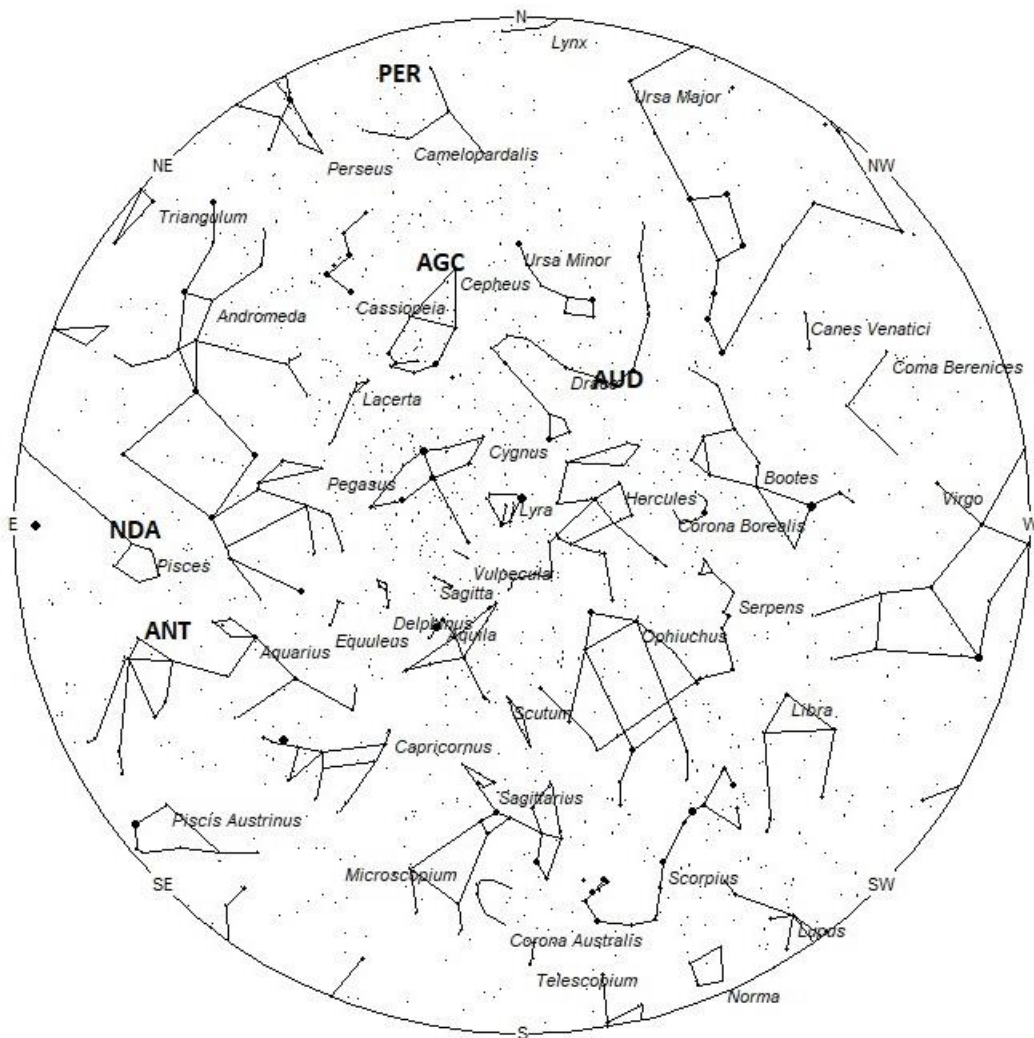 N
Lynx
PER
Ursa Major
Camelopardalis
NE
Perseus
NW
Triangulum
AGC
Ursa Minor
Cepheus
Cassiopeia
Andromeda
Canes Venatici
Coma Berenices
AUD
Draco
Lacerta
Cygnus
Bootes
Pegasus
Hercules
Virgo
Lyra
E
NDA
Corona Borealis
W
Pisces
Vulpecula
Sagitta
Serpens
Delphinus
ANT
Equuleus
Aquila
Ophiuchus
Aquarius
Scutum
Libra
Capricornus
Sagittarius
Piscis Austrinus
Microscopium
Scorpius
SE
SW
Lupus
Corona Australis
Telescopium
Norma
S